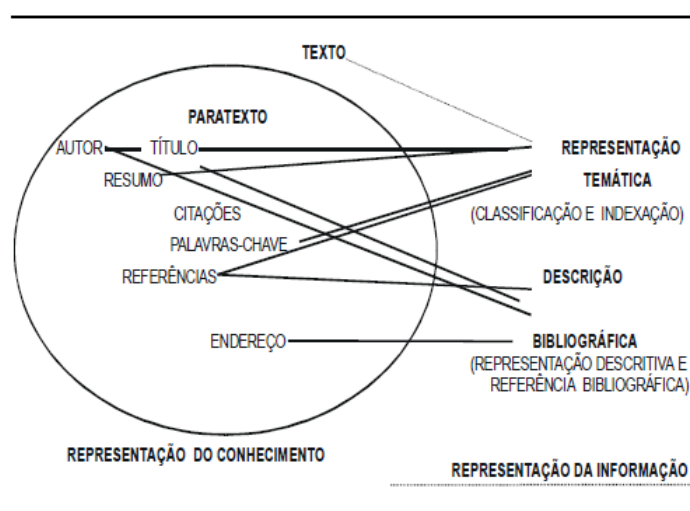 TEXTO
PARATEXTO
AUTOR TÍTULO
REPRESENTAÇÃO
RESUMO
TEMÁTICA
CITAÇÕES
(CLASSIFICAÇÃO E INDEXAÇÃO)
PALAVRAS-CHAVE
REFERÊNCIAS
DESCRIÇÃO
ENDEREÇO
BIBLIOGRÁFICA
(REPRESENTAÇÃO DESCRITIVA E
REFERÊNCIA BIBLIOGRÁFICA)
REPRESENTAÇÃO DO CONHECIMENTO
REPRESENTAÇÃO DA INFORMAÇÃO